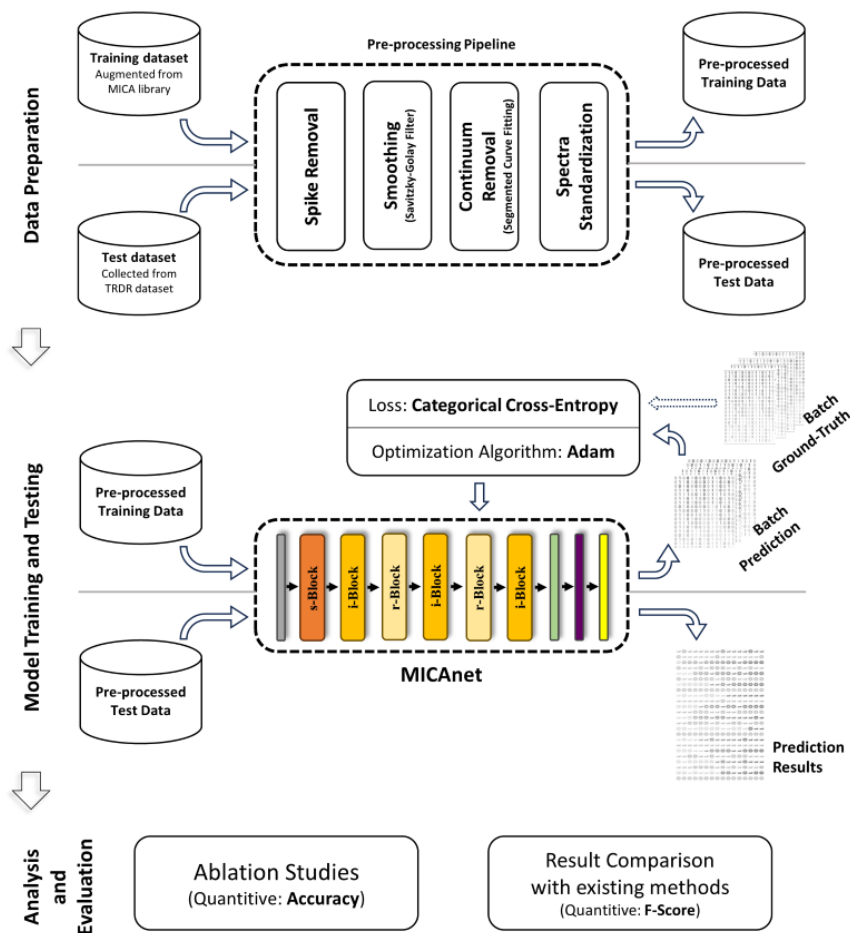 Data Preparation
Training dataset
Augmented from
MICA library
Test dataset
Collected from
TRDR dataset
Pre-processing Pipeline
Spike Removal
Smoothing
(Savitzky-Golay Filter)
Continuum
Removal
(Segmented Curve Fitting)
Spectra
Standardization
Pre-processed
Training Data
Pre-processed
Test Data
Model Training and Testing
Loss: Categorical Cross-Entropy
Optimization Algorithm: Adam
Batch
Ground-Truth
Batch
Prediction
Pre-processed
Training Data
Pre-processed
Test Data
s-Block
i-Block
r-Block
i-Block
r-Block
i-Block
MICAnet
Prediction
Results
Analysis
and
Evaluation
Ablation Studies
(Quantitive: Accuracy)
Result Comparison
with existing methods
(Quantitive: F-Score)